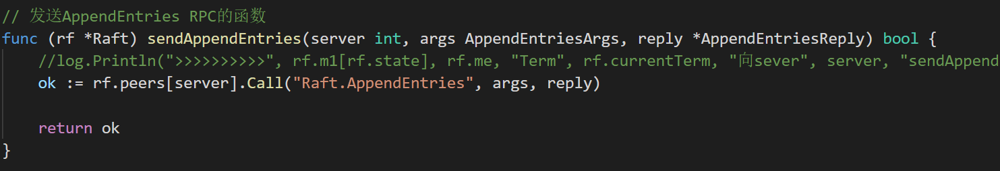 // 发送AppendEntries RPC的函数
func (rf *Raft) sendAppendEntries(server int, args AppendEntriesArgs, reply *AppendEntriesReply) bool {
//log.Println(">>>>>>>>>>", rf.m1[rf.state], rf.me, "Term", rf.currentTerm, "向sever", server, "sendAppend
ok := rf.peers[server].Call("Raft.AppendEntries", args, reply)
return ok
}